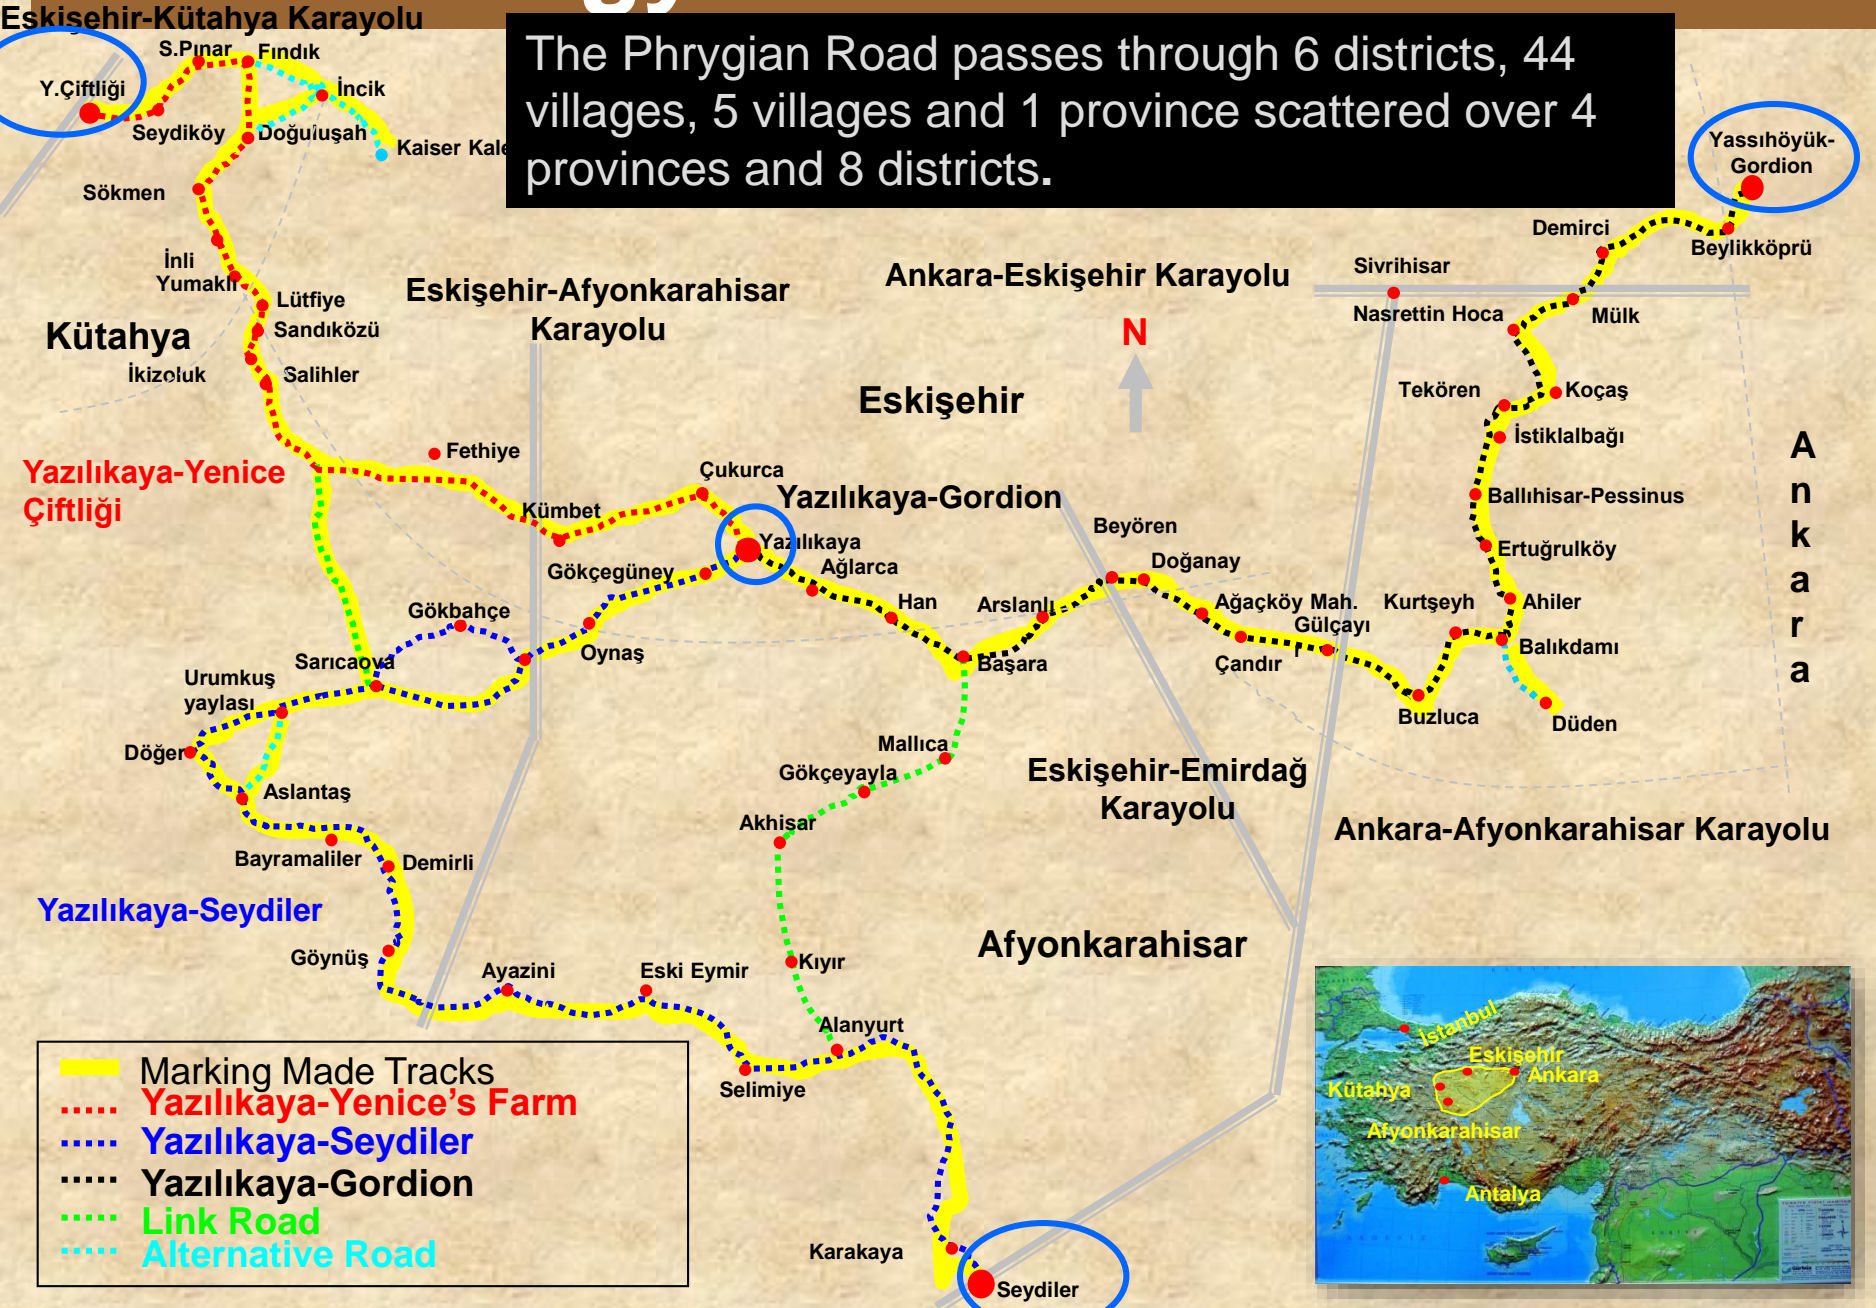 gy
Eskişehir-Kütahya Karayolu
The Phrygian Road passes through 6 districts, 44
villages, 5 villages and 1 province scattered over 4
provinces and 8 districts.
S.Pınar
Fındık
Y.Çiftliği
İncik
Seydiköy
Doğuluşah
Kaiser Kale
Sökmen
İnli
Yumaklı
Lütfiye
Sandıközü
Kütahya
İkizoluk
Salihler
Eskişehir-Afyonkarahisar
Karayolu
Ankara-Eskişehir Karayolu
N
Eskişehir
Yassıhöyük-
Gordion
Demirci
Beylikköprü
Sivrihisar
Nasrettin Hoca
Mülk
Tekören
Koçaş
İstiklalbağı
Ballıhisar-Pessinus
Ertuğrulköy
Ahiler
Kurtşeyh
Balıkdamı
Düden
Buzluca
A
n
k
a
r
a
Yazılıkaya-Yenice
Çiftliği
Fethiye
Çukurca
Kümbet
Yazılıkaya-Gordion
Yazılıkaya
Ağlarca
Gökçegüney
Han
Gökbahçe
Oynaş
Sarıcaova
Urumkuş
yaylası
Döğer
Aslantaş
Bayramaliler
Demirli
Arslanlı
Başara
Beyören
Doğanay
Ağaçköy Mah.
Gülçayı
Çandır
Mallıca
Gökçeyayla
Akhisar
Kıyır
Eskişehir-Emirdağ
Karayolu
Ankara-Afyonkarahisar Karayolu
Yazılıkaya-Seydiler
Göynüş
Ayazini
Eski Eymir
Alanyurt
Selimiye
Afyonkarahisar
Karakaya
Seydiler
Marking Made Tracks
Yazılıkaya-Yenice's Farm
Yazılıkaya-Seydiler
Yazılıkaya-Gordion
Link Road
Alternative Road
İstanbul
Eskişehir
Ankara
Kütahya
Afyonkarahisar
Antalya